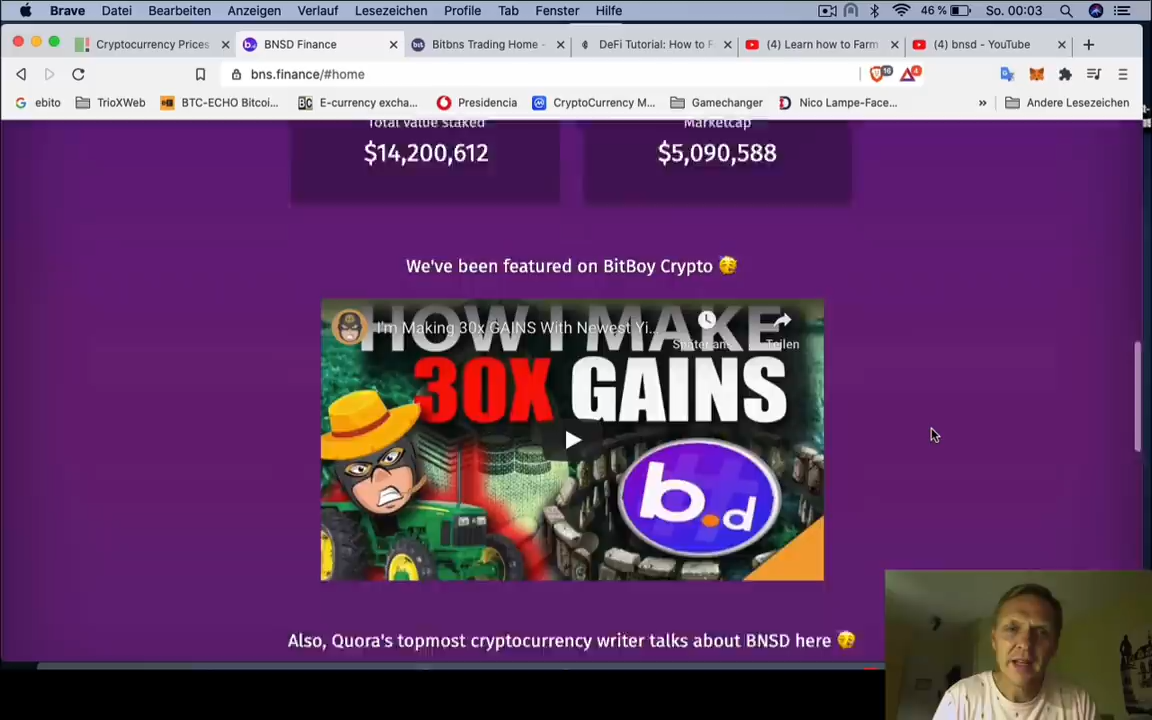 Brave Datei Bearbeiten Anzeigen Verlauf Lesezeichen Profile Tab Fenster Hilfe 46 % So. 00:03
Cryptocurrency Prices BNSD Finance Bitbns Trading Home - DeFi Tutorial: How to F (4) Learn how to Farm (4) bnsd - YouTube
bns.finance/#home 16 4
ebito TrioXWeb BTC-ECHO Bitcoi... E-currency excha... Presidencia CryptoCurrency M... Gamechanger Nico Lampe-Face... » Andere Lesezeichen
Total value staked Marketcap
$14,200,612 $5,090,588
We've been featured on BitBoy Crypto 🥳
I'm Making 30x GAINS With Newest Yi...
Später an... Teilen
HOW I MAKE
30X GAINS
b.d
Also, Quora's topmost cryptocurrency writer talks about BNSD here 🥳